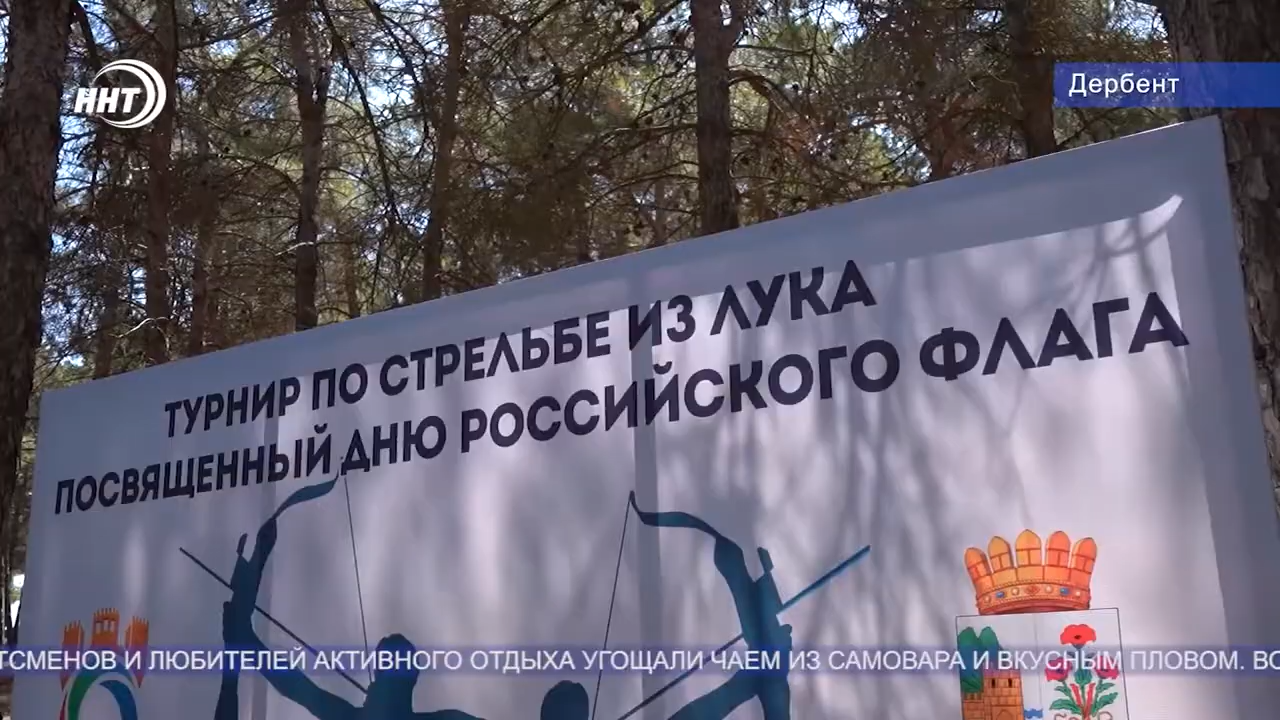 ННТ
Дербент
ТУРНИР ПО СТРЕЛЬБЕ ИЗ ЛУКА
ПОСВЯЩЕННЫЙ ДНЮ РОССИЙСКОГО ФЛАГА
ТСМЕНОВ И ЛЮБИТЕЛЕЙ АКТИВНОГО ОТДЫХА УГОЩАЛИ ЧАЕМ ИЗ САМОВАРА И ВКУСНЫМ ПЛОВОМ. ВО